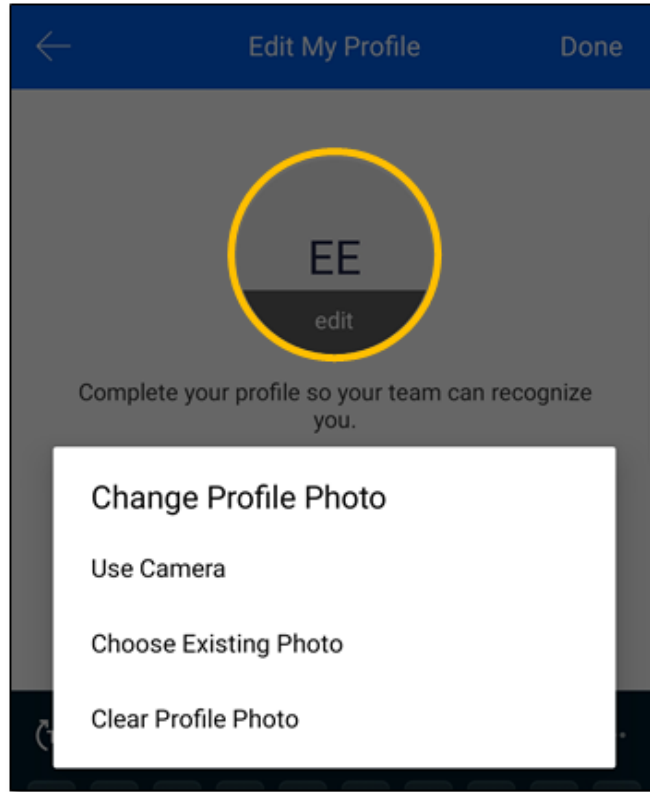 Edit My Profile
Done
EE
edit
Complete your profile so your team can recognize
you.
Change Profile Photo
Use Camera
Choose Existing Photo
Clear Profile Photo